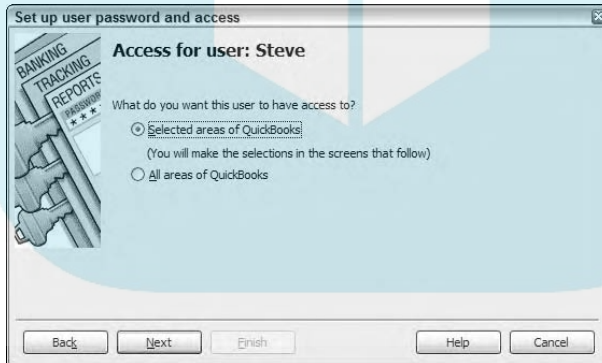 Set up user password and access
BANKING
TRACKING
REPORTS
PASSWORD
Access for user: Steve
What do you want this user to have access to?
Selected areas of QuickBooks
(You will make the selections in the screens that follow)
All areas of QuickBooks
Back
Next
Finish
Help
Cancel